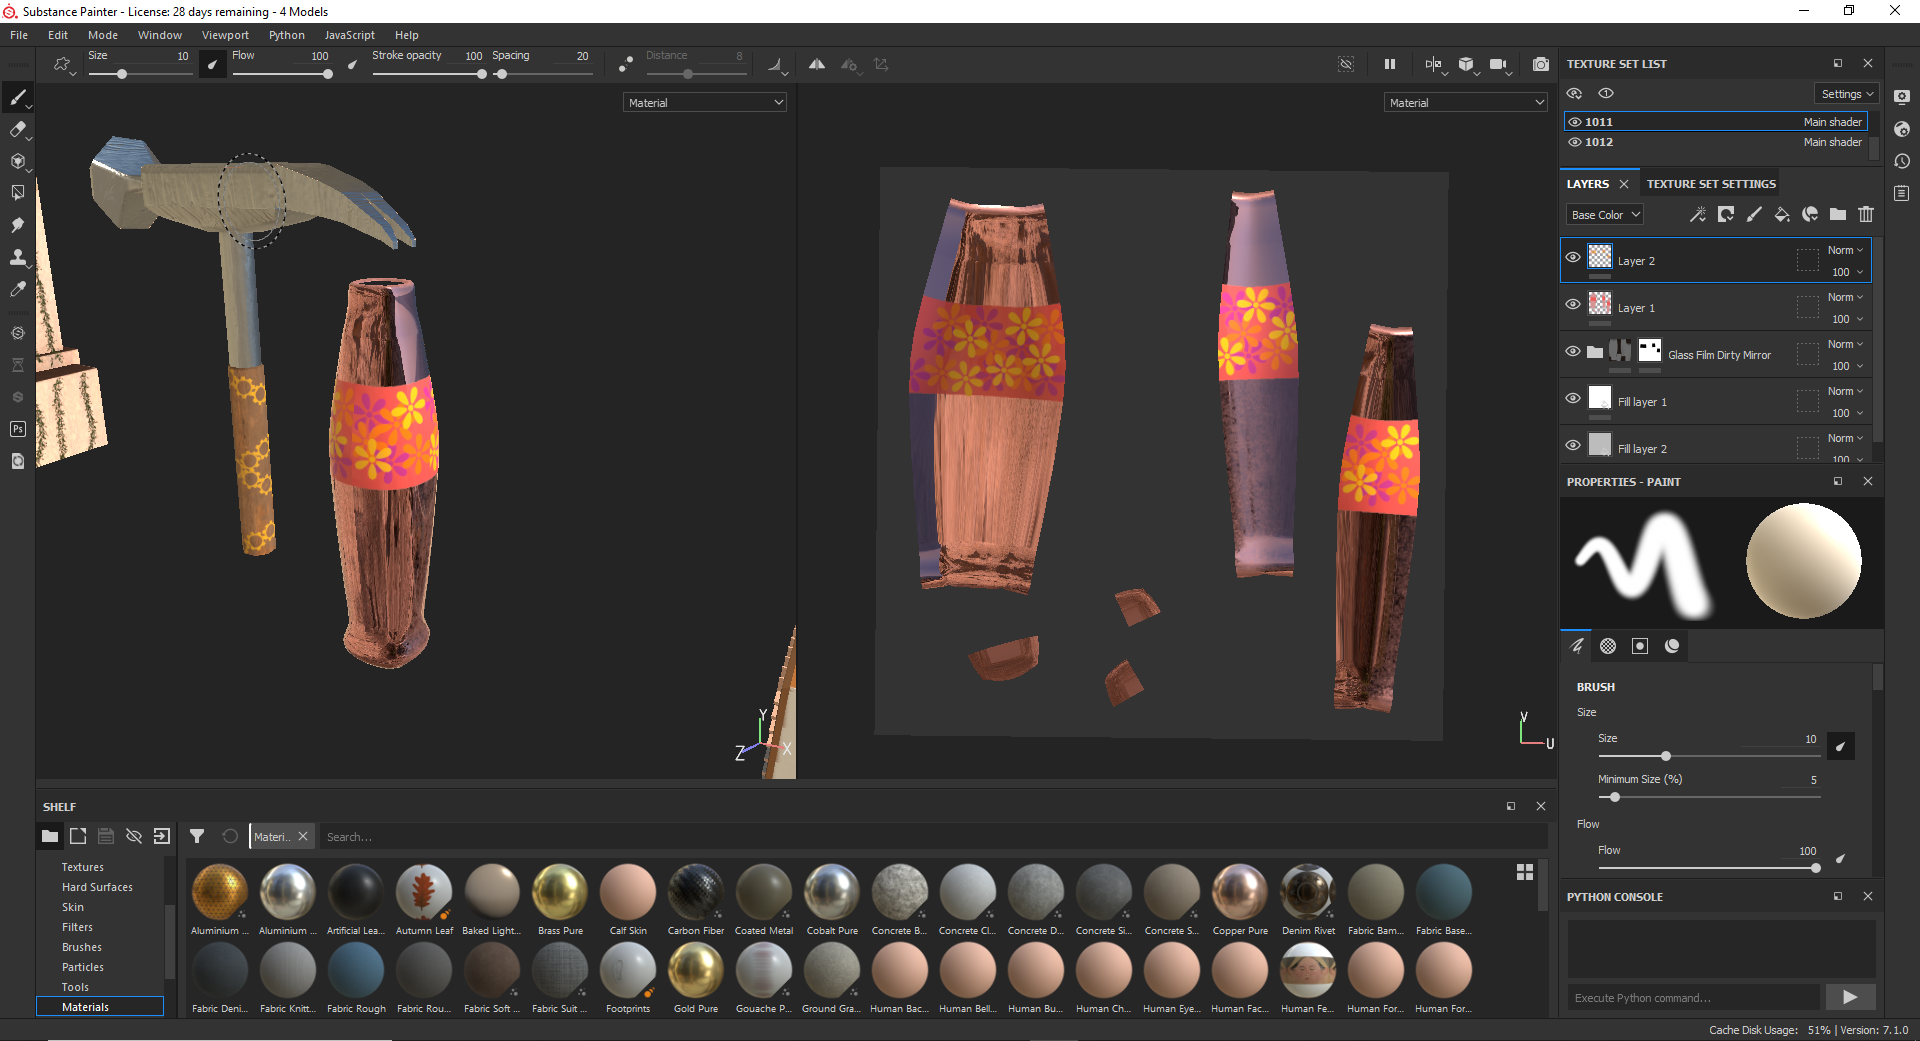 Substance Painter - License: 28 days remaining - 4 Models
File Edit Mode Window Viewport Python JavaScript Help
Size 10 Flow 100 Stroke opacity 100 Spacing 20 Distance 8
Material
Material
TEXTURE SET LIST
Settings
1011 Main shader
1012 Main shader
LAYERS TEXTURE SET SETTINGS
Base Color
Layer 2 Norm 100
Layer 1 Norm 100
Glass Film Dirty Mirror Norm 100
Fill layer 1 Norm 100
Fill layer 2 Norm 100
Ps
Y
Z X
V
U
PROPERTIES - PAINT
BRUSH
Size
Size 10
Minimum Size (%) 5
Flow
Flow 100
SHELF
Materi..
Search...
Textures
Hard Surfaces
Skin
Filters
Brushes
Particles
Tools
Materials
Aluminium ... Aluminium ... Artificial Lea... Autumn Leaf Baked Light... Brass Pure Calf Skin Carbon Fiber Coated Metal Cobalt Pure Concrete B... Concrete Cl... Concrete D... Concrete Si... Concrete S... Copper Pure Denim Rivet Fabric Bam... Fabric Base...
Fabric Deni... Fabric Knitt... Fabric Rough Fabric Rou... Fabric Soft ... Fabric Suit ... Footprints Gold Pure Gouache P... Ground Gra... Human Bac... Human Bell... Human Bu... Human Ch... Human Eye... Human Fac... Human Fe... Human For... Human For...
PYTHON CONSOLE
Execute Python command...
Cache Disk Usage: 51% | Version: 7.1.0